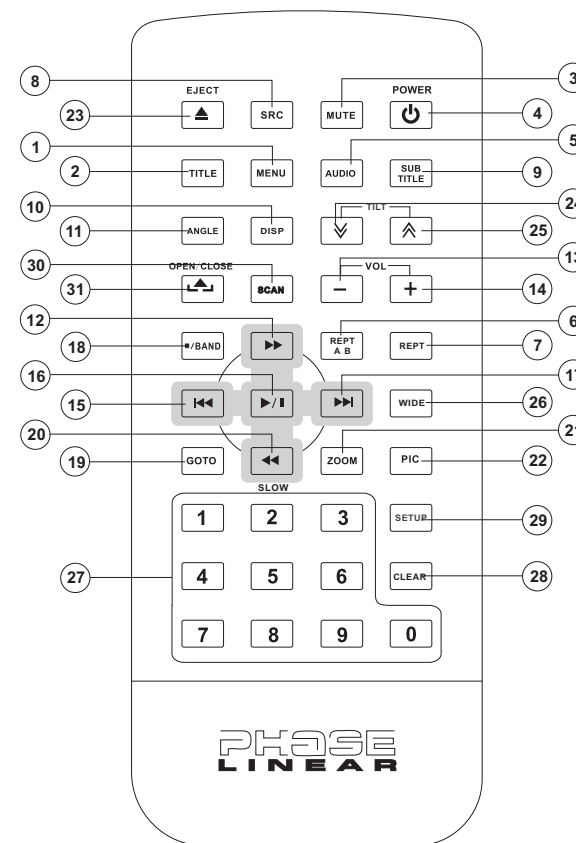 8 EJECT POWER 3
23 SRC MUTE 4
1 5
2 TITLE MENU AUDIO SUB TITLE 9
10 TILT 24
11 ANGLE DISP 25
30 OPEN/CLOSE VOL 13
31 SCAN − + 14
12 6
18 ■/BAND REPT A B REPT 7
16 17
15 WIDE 26
20 21
19 GOTO ZOOM PIC 22
SLOW
1 2 3 SETUP 29
27 4 5 6 CLEAR 28
7 8 9 0
PHASE
LINEAR